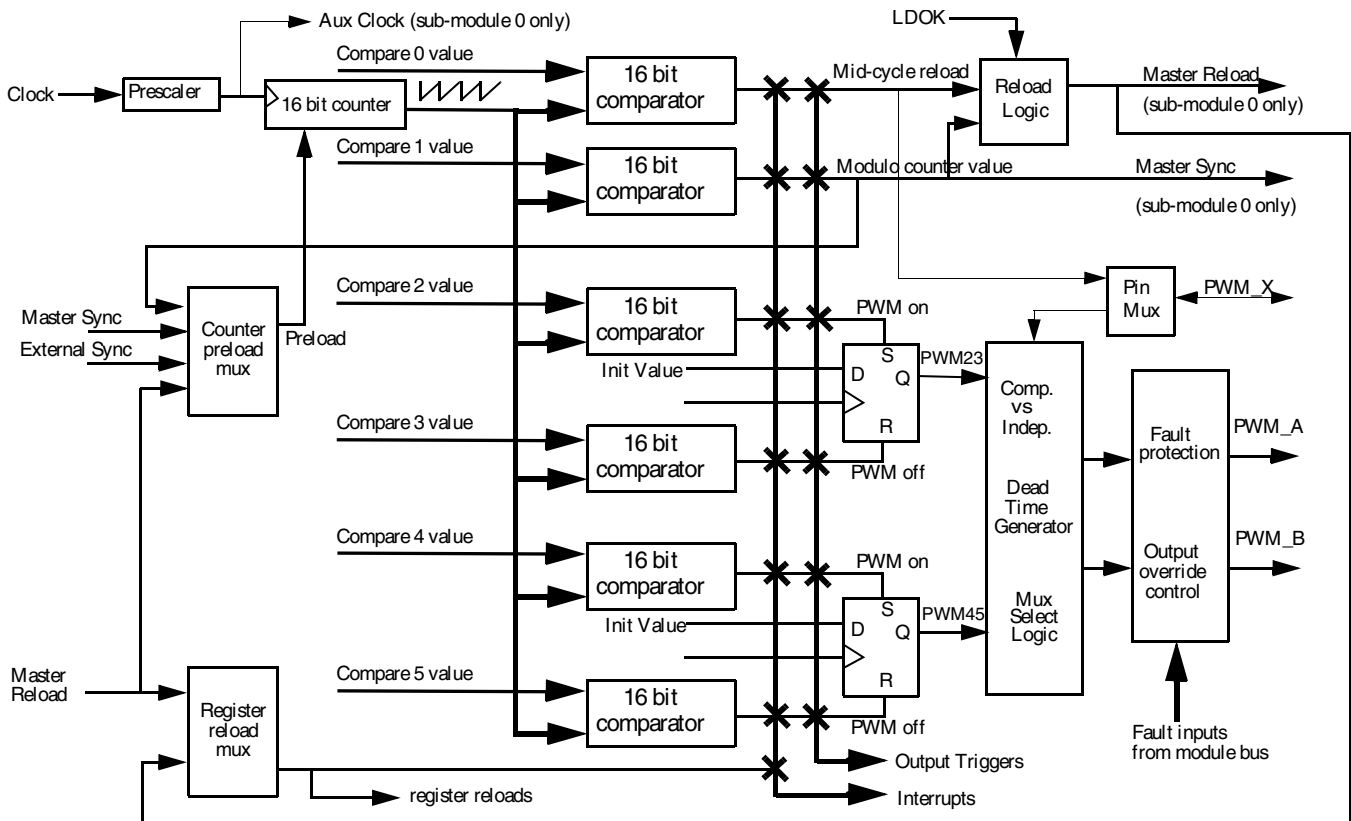 Aux Clock (sub-module 0 only)
LDOK
Compare 0 value
16 bit
comparator
Mid-cycle reload
Reload
Logic
Master Reload
(sub-module 0 only)
Clock
Prescaler
16 bit counter
Compare 1 value
16 bit
comparator
Modulo counter value
Master Sync
(sub-module 0 only)
Compare 2 value
16 bit
comparator
PWM on
Pin
Mux
PWM_X
Master Sync
External Sync
Counter
preload
mux
Preload
Init Value
D
S
Q
R
PWM23
Compare 3 value
16 bit
comparator
PWM off
Comp.
vs
Indep.
Dead
Time
Generator
Mux
Select
Logic
Fault
protection
Output
override
control
PWM_A
PWM_B
Compare 4 value
16 bit
comparator
PWM on
Init Value
D
S
Q
R
PWM45
Master
Reload
Register
reload
mux
Compare 5 value
16 bit
comparator
PWM off
Fault inputs
from module bus
Output Triggers
register reloads
Interrupts